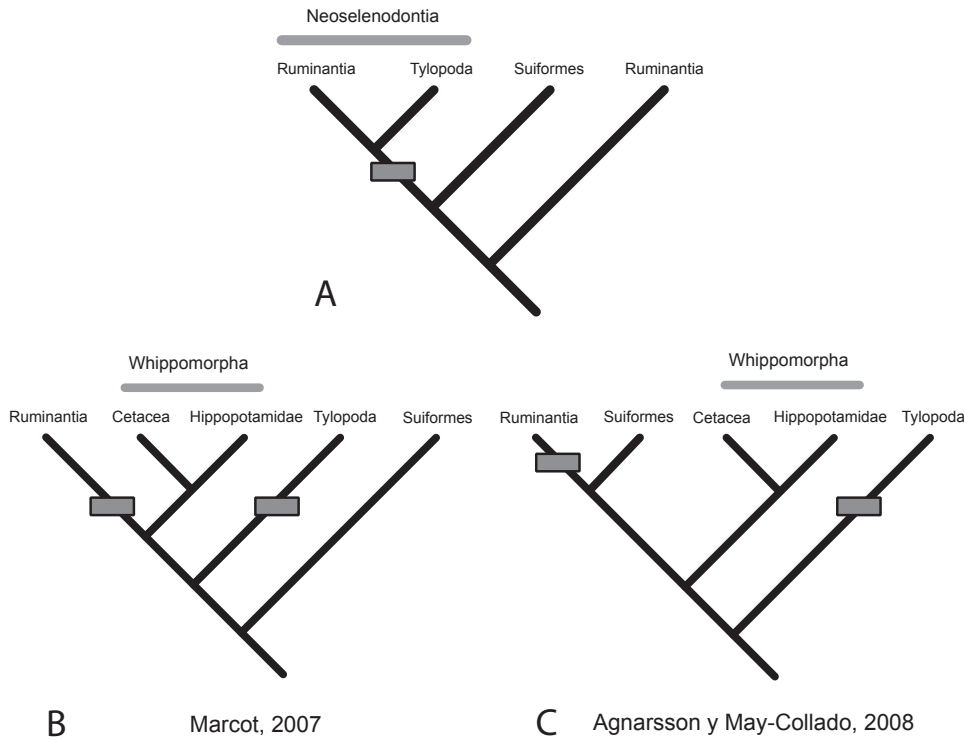 Neoselenodontia
Ruminantia Tylopoda Suiformes Ruminantia
A
Whippomorpha
Ruminantia Cetacea Hippopotamidae Tylopoda Suiformes
B Marcot, 2007
Whippomorpha
Ruminantia Suiformes Cetacea Hippopotamidae Tylopoda
C Agnarsson y May-Collado, 2008